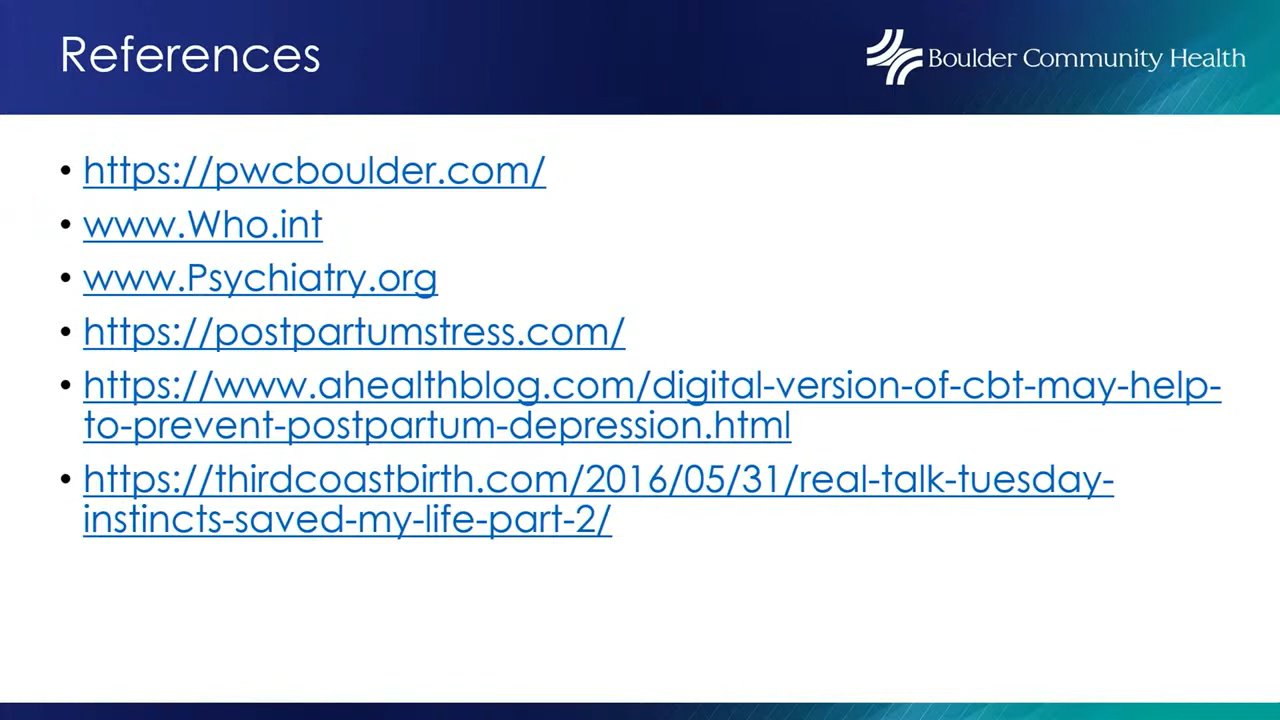 References
Boulder Community Health
• https://pwcboulder.com/
• www.Who.int
• www.Psychiatry.org
• https://postpartumstress.com/
• https://www.ahealthblog.com/digital-version-of-cbt-may-help-
to-prevent-postpartum-depression.html
• https://thirdcoastbirth.com/2016/05/31/real-talk-tuesday-
instincts-saved-my-life-part-2/